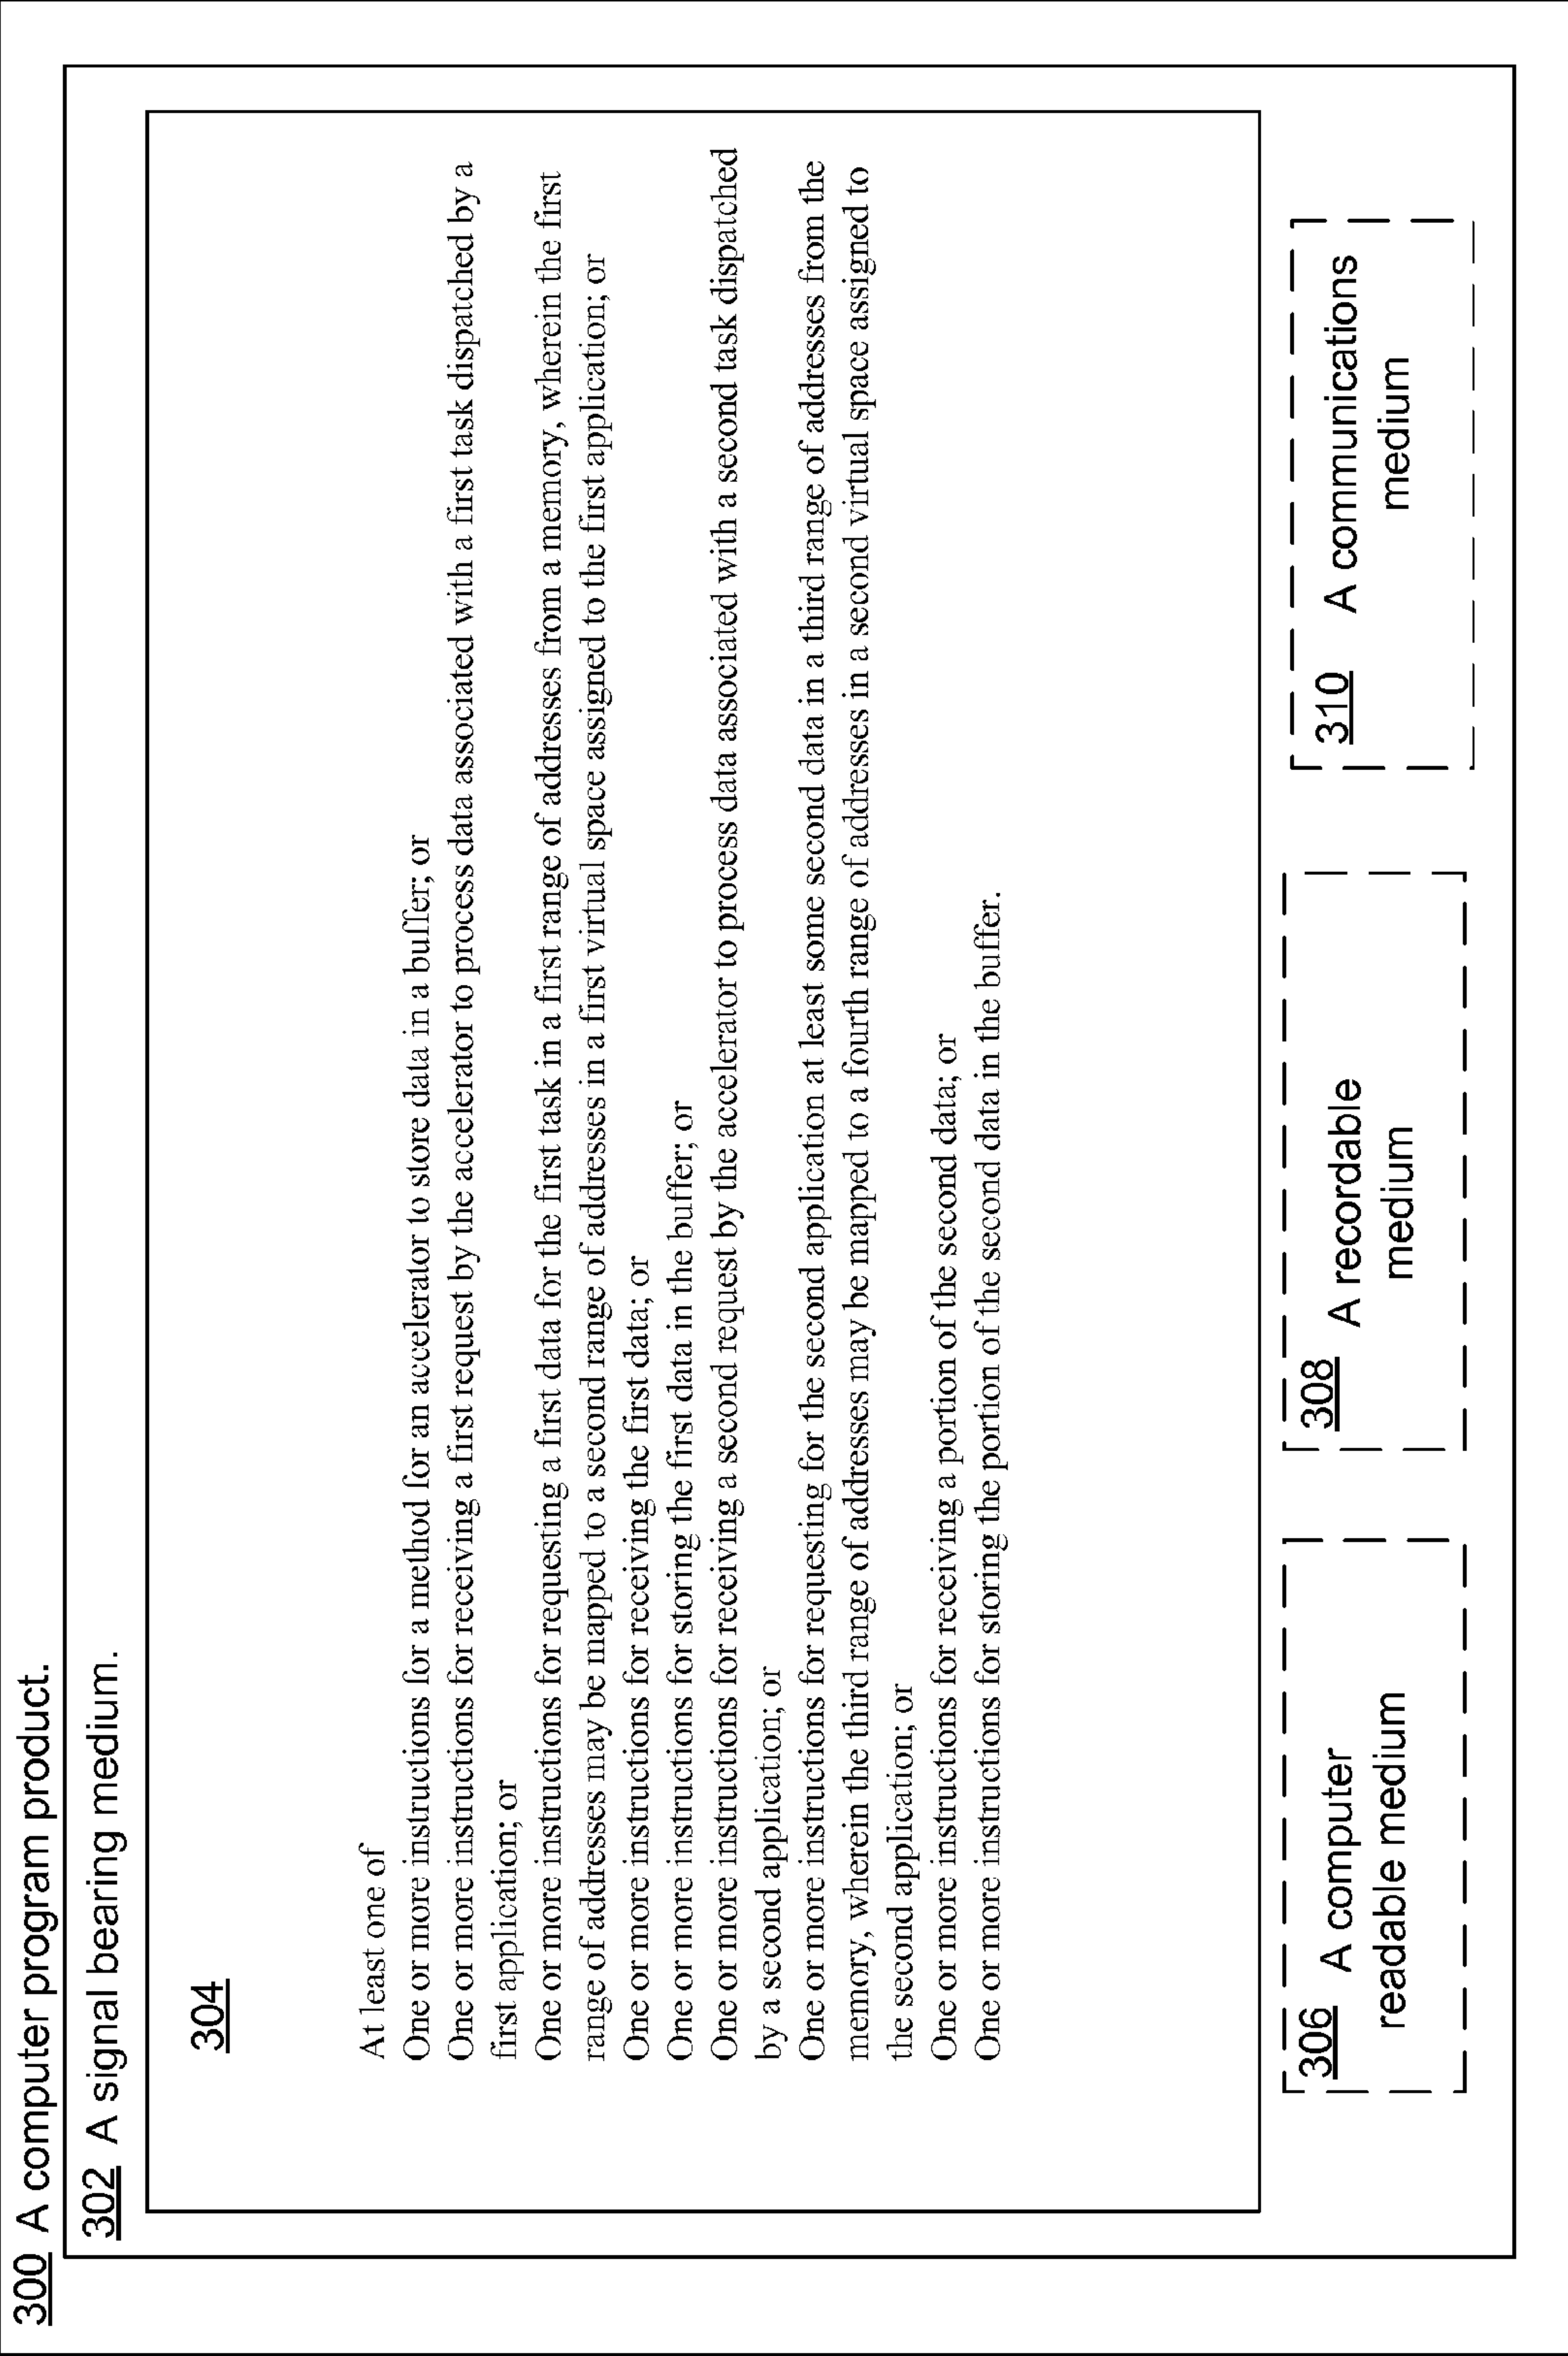 300 A computer program product.
302 A signal bearing medium.
304
At least one of
One or more instructions for a method for an accelerator to store data in a buffer; or
One or more instructions for receiving a first request by the accelerator to process data associated with a first task dispatched by a
first application; or
One or more instructions for requesting a first data for the first task in a first range of addresses from a memory, wherein the first
range of addresses may be mapped to a second range of addresses in a first virtual space assigned to the first application; or
One or more instructions for receiving the first data; or
One or more instructions for storing the first data in the buffer; or
One or more instructions for receiving a second request by the accelerator to process data associated with a second task dispatched
by a second application; or
One or more instructions for requesting for the second application at least some second data in a third range of addresses from the
memory, wherein the third range of addresses may be mapped to a fourth range of addresses in a second virtual space assigned to
the second application; or
One or more instructions for receiving a portion of the second data; or
One or more instructions for storing the portion of the second data in the buffer.
306 A computer
readable medium
308 A recordable
medium
310 A communications
medium